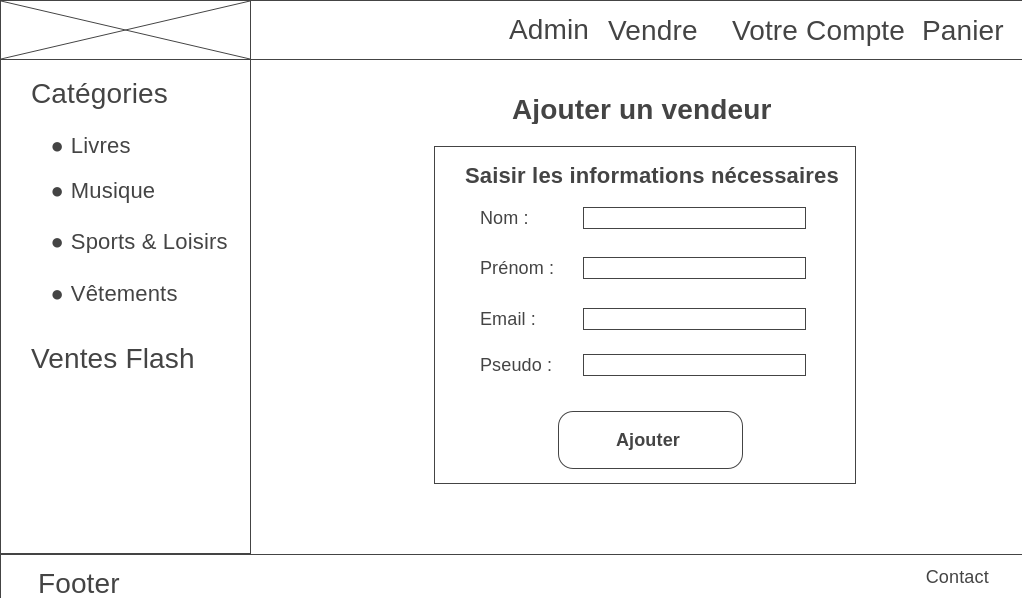 Admin Vendre Votre Compte Panier
Catégories
● Livres
● Musique
● Sports & Loisirs
● Vêtements
Ventes Flash
Ajouter un vendeur
Saisir les informations nécessaires
Nom :
Prénom :
Email :
Pseudo :
Ajouter
Footer
Contact